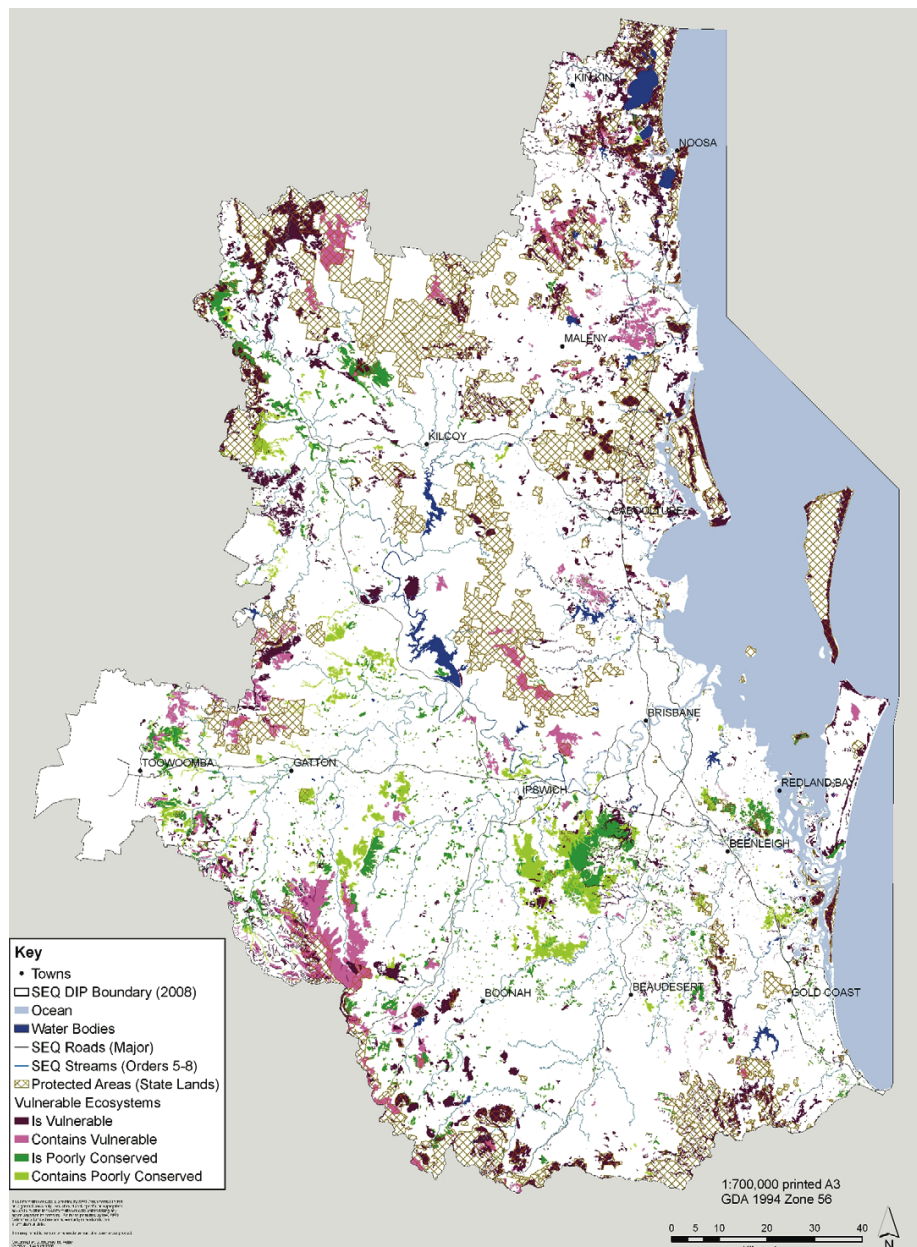 KIN KIN
NOOSA
MALENY
KILCOY
CABOOLTURE
BRISBANE
TOOWOOMBA
GATTON
IPSWICH
REDLAND BAY
BEENLEIGH
BOONAH
BEAUDESERT
GOLD COAST
Key
Towns
SEQ DIP Boundary (2008)
Ocean
Water Bodies
SEQ Roads (Major)
SEQ Streams (Orders 5-8)
Protected Areas (State Lands)
Vulnerable Ecosystems
Is Vulnerable
Contains Vulnerable
Is Poorly Conserved
Contains Poorly Conserved
1:700,000 printed A3
GDA 1994 Zone 56
0 5 10 20 30 40
N